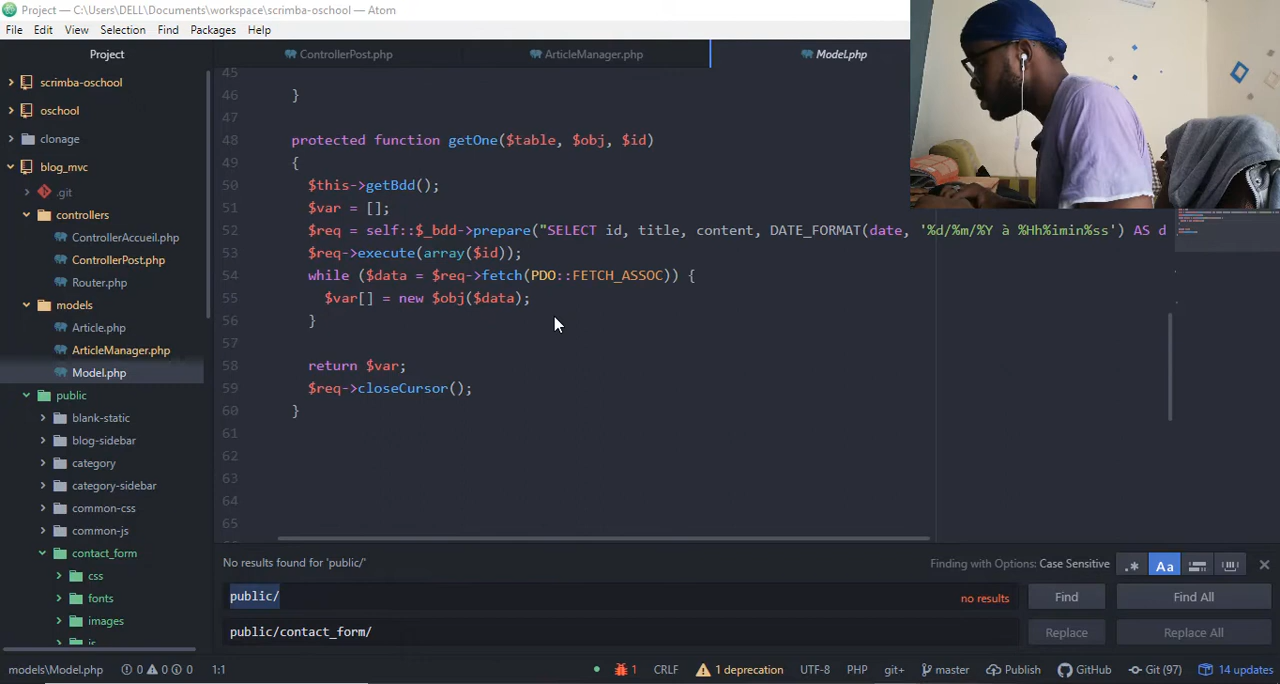 Project — C:\Users\DELL\Documents\workspace\scrimba-oschool — Atom
File Edit View Selection Find Packages Help
Project
ControllerPost.php ArticleManager.php Model.php
scrimba-oschool
oschool
clonage
blog_mvc
.git
controllers
ControllerAccueil.php
ControllerPost.php
Router.php
models
Article.php
ArticleManager.php
Model.php
public
blank-static
blog-sidebar
category
category-sidebar
common-css
common-js
contact_form
css
fonts
images
45
46 }
47
48 protected function getOne($table, $obj, $id)
49 {
50 $this->getBdd();
51 $var = [];
52 $req = self::$_bdd->prepare("SELECT id, title, content, DATE_FORMAT(date, '%d/%m/%Y à %Hh%imin%ss') AS d
53 $req->execute(array($id));
54 while ($data = $req->fetch(PDO::FETCH_ASSOC)) {
55 $var[] = new $obj($data);
56 }
57
58 return $var;
59 $req->closeCursor();
60 }
61
62
63
64
65
No results found for 'public/' Finding with Options: Case Sensitive .* Aa
public/ no results Find Find All
public/contact_form/ Replace Replace All
models\Model.php 0 0 0 1:1 1 1 deprecation CRLF UTF-8 PHP git+ master Publish GitHub Git (97) 14 updates